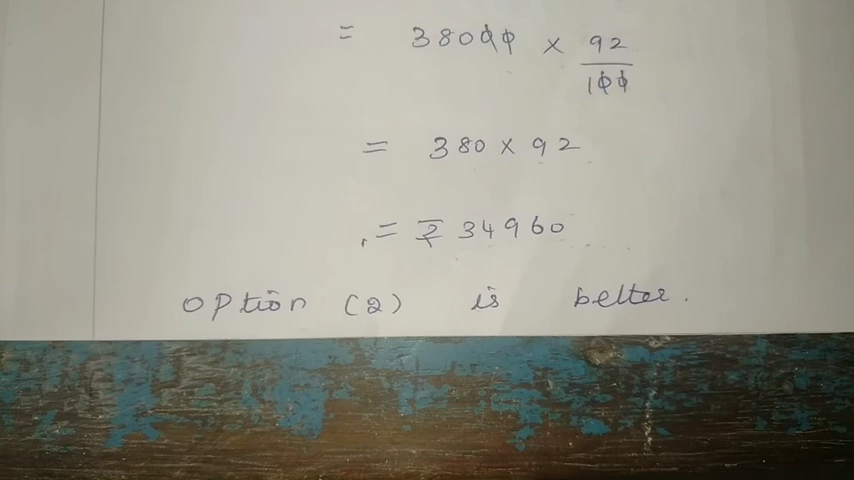 = 38000 × 92/100
= 380 × 92
= ₹ 34960
option (2) is better.